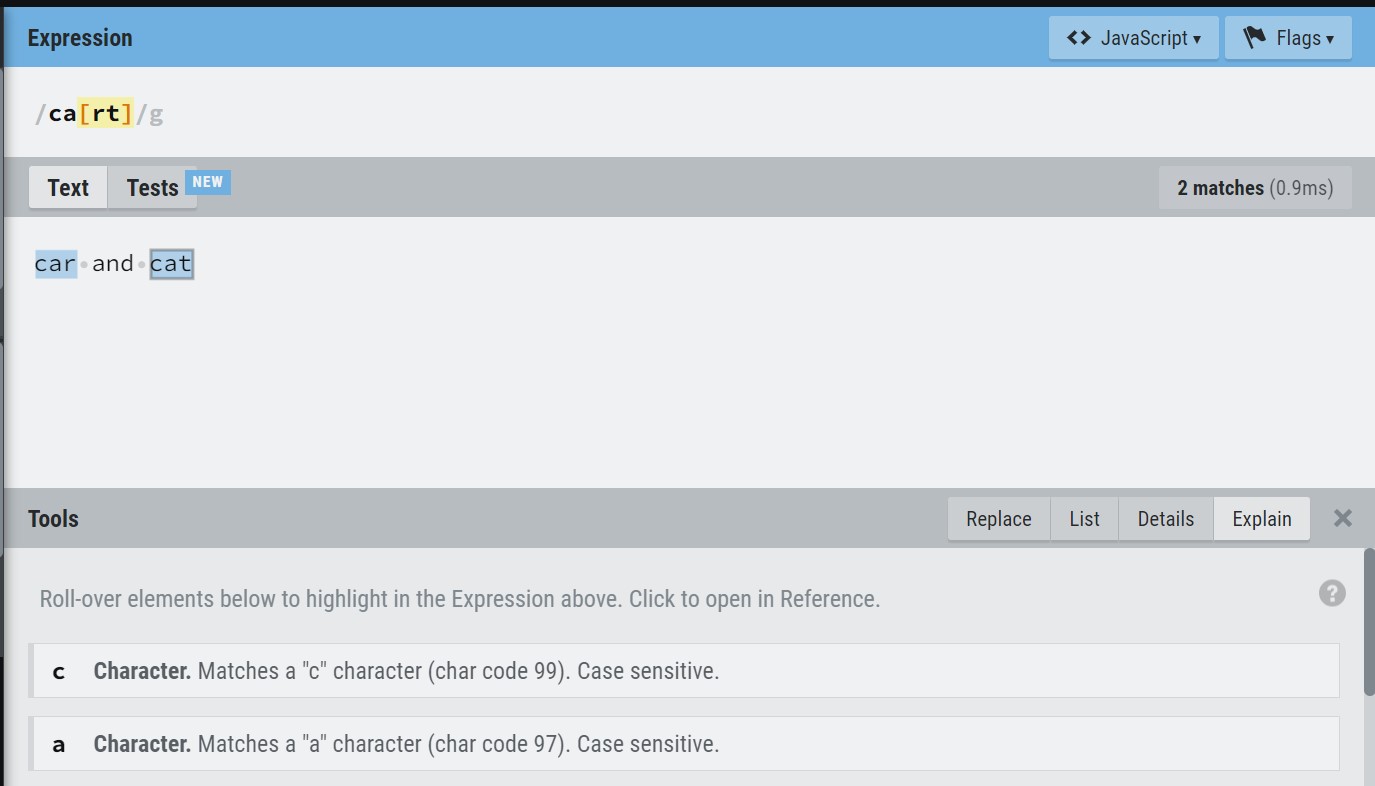 Expression
<> JavaScript ▾
Flags ▾
/ca[rt]/g
Text
Tests
NEW
2 matches (0.9ms)
car•and•cat
Tools
Replace
List
Details
Explain
Roll-over elements below to highlight in the Expression above. Click to open in Reference.
?
c Character. Matches a "c" character (char code 99). Case sensitive.
a Character. Matches a "a" character (char code 97). Case sensitive.